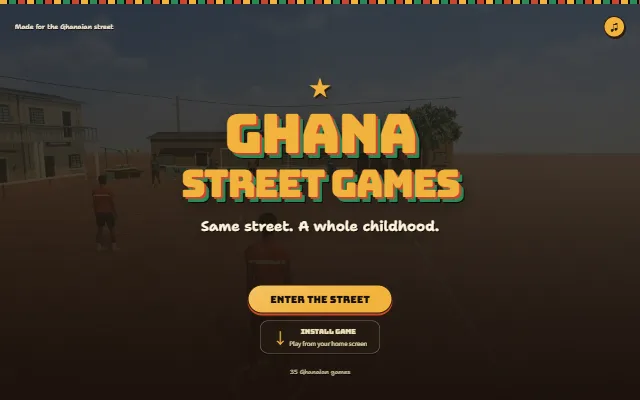 Made for the Ghanaian street
GHANA
STREET GAMES
Same street. A whole childhood.
ENTER THE STREET
INSTALL GAME
Play from your home screen
35 Ghanaian games